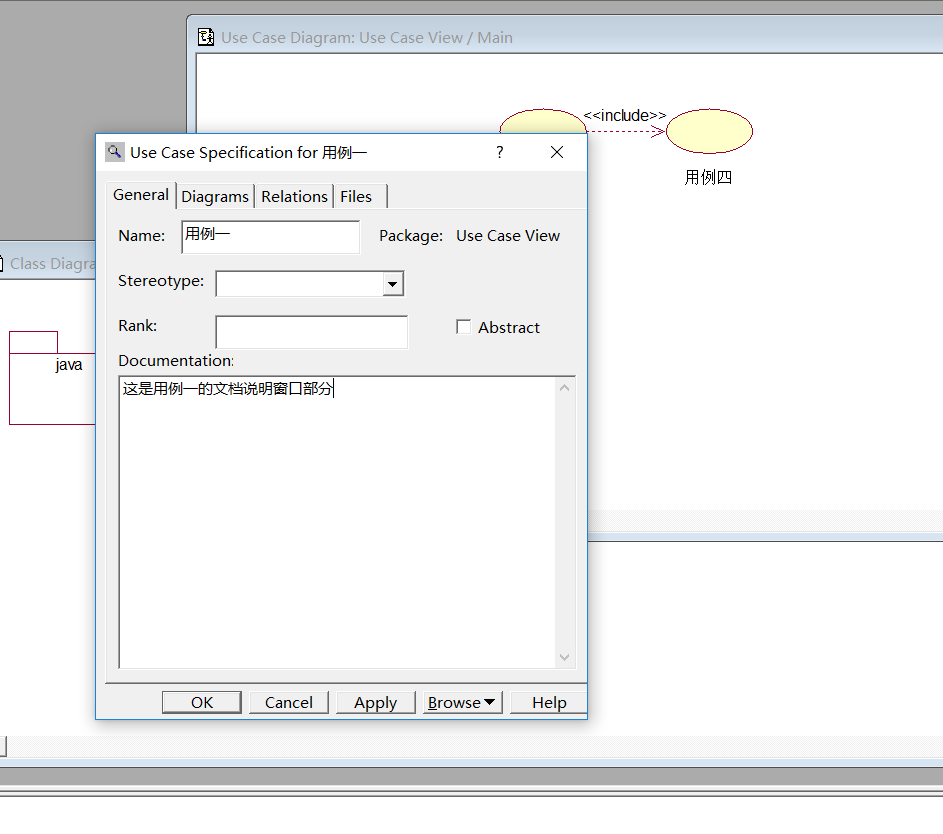 Use Case Diagram: Use Case View / Main
<<include>>
用例四
Class Diagra
java
Use Case Specification for 用例一
?
General Diagrams Relations Files
Name: 用例一 Package: Use Case View
Stereotype:
Rank: Abstract
Documentation:
这是用例一的文档说明窗口部分
OK Cancel Apply Browse Help